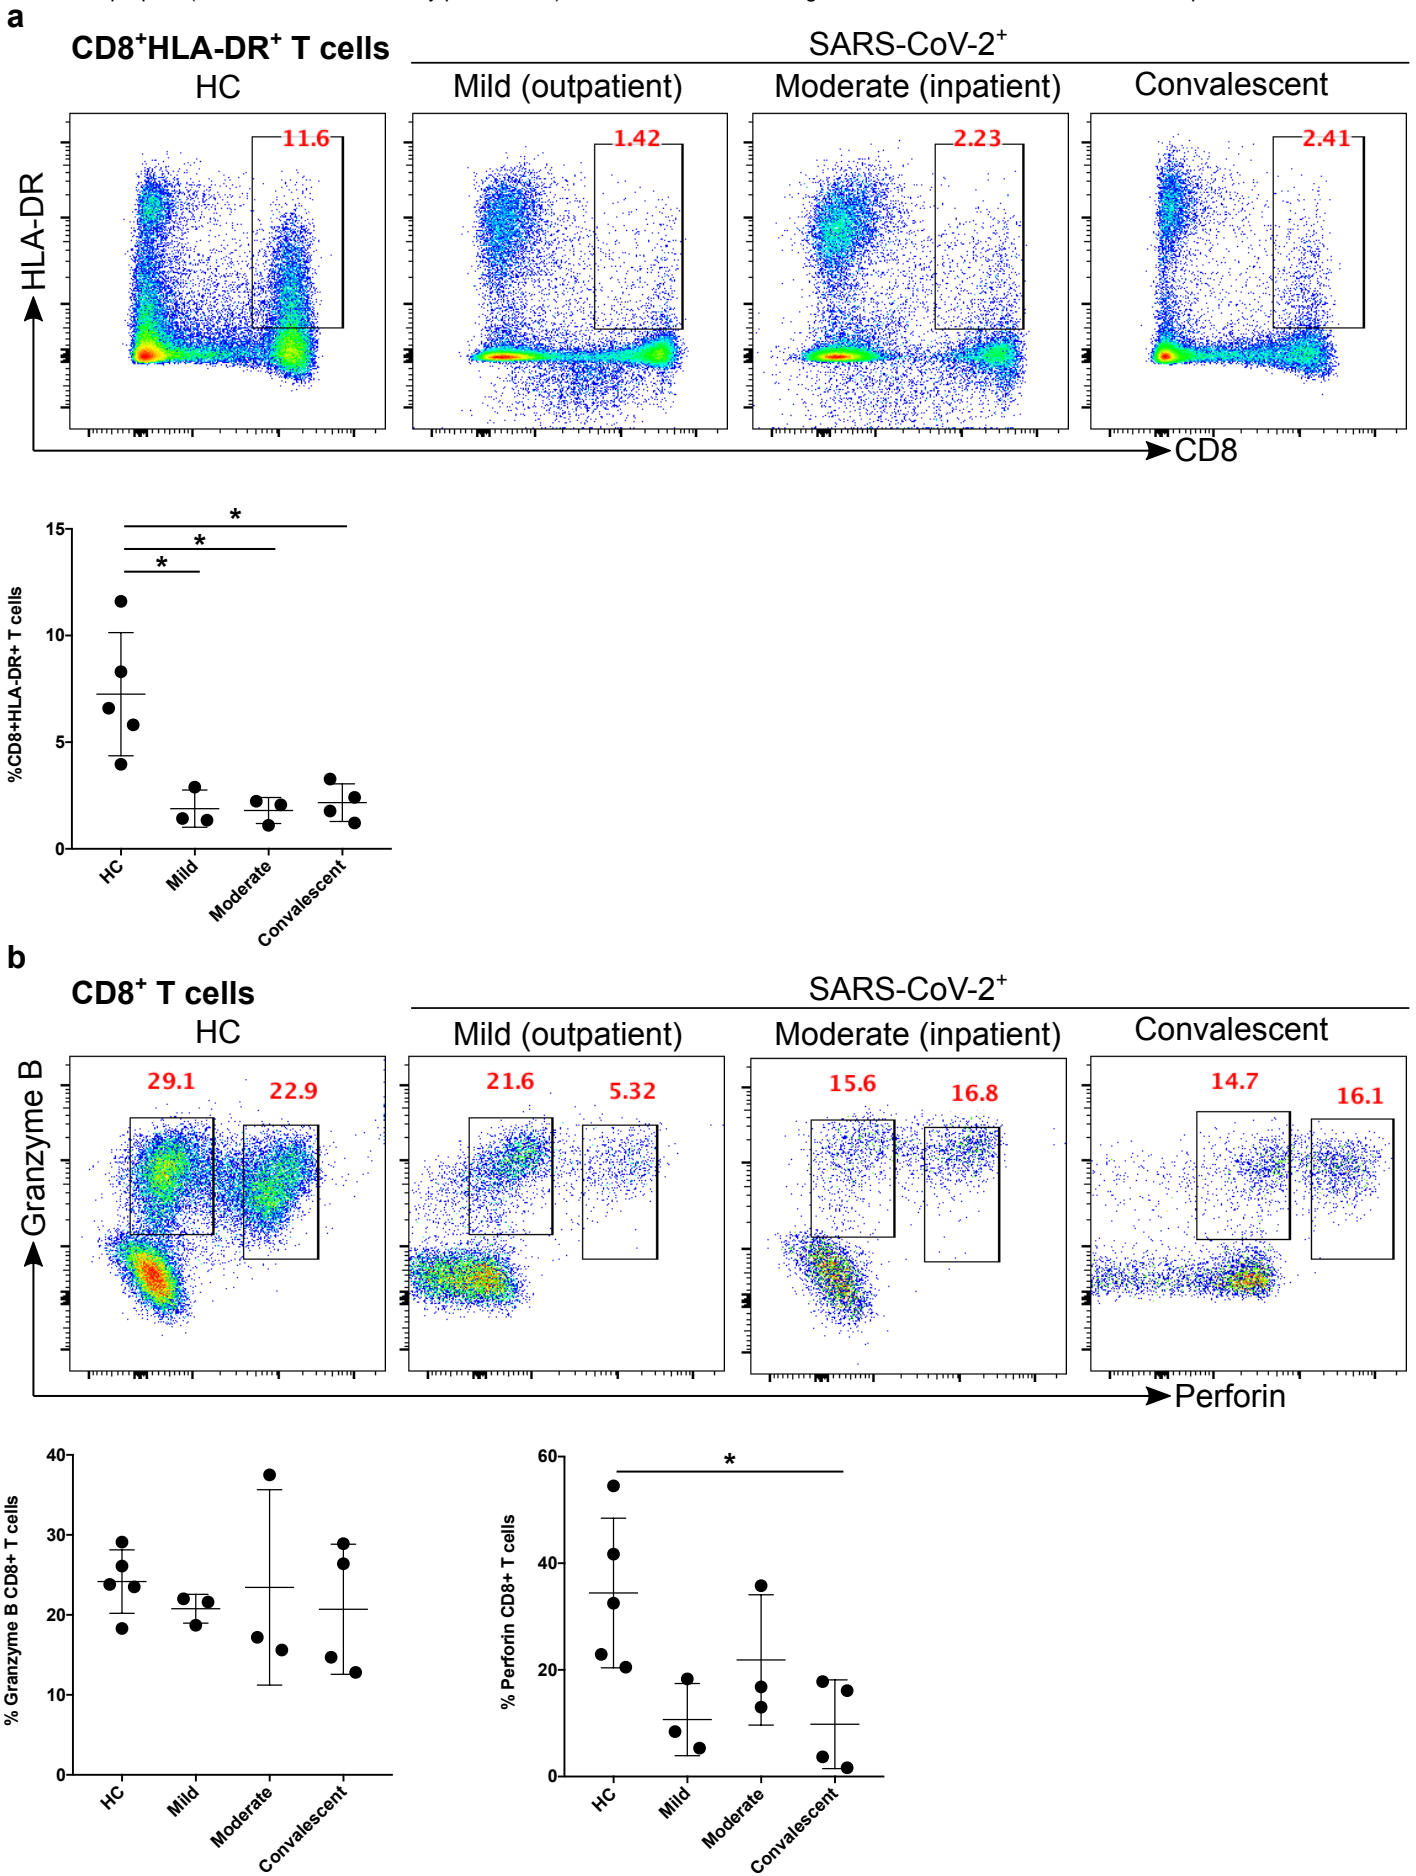 a
CD8⁺HLA-DR⁺ T cells
SARS-CoV-2⁺
HC
Mild (outpatient)
Moderate (inpatient)
Convalescent
11.6
1.42
2.23
2.41
HLA-DR
CD8
*
*
*
%CD8+HLA-DR+ T cells
15
10
5
0
HC
Mild
Moderate
Convalescent
b
CD8⁺ T cells
SARS-CoV-2⁺
HC
Mild (outpatient)
Moderate (inpatient)
Convalescent
29.1
22.9
21.6
5.32
15.6
16.8
14.7
16.1
Granzyme B
Perforin
% Granzyme B CD8+ T cells
40
30
20
10
0
HC
Mild
Moderate
Convalescent
% Perforin CD8+ T cells
*
60
40
20
0
HC
Mild
Moderate
Convalescent